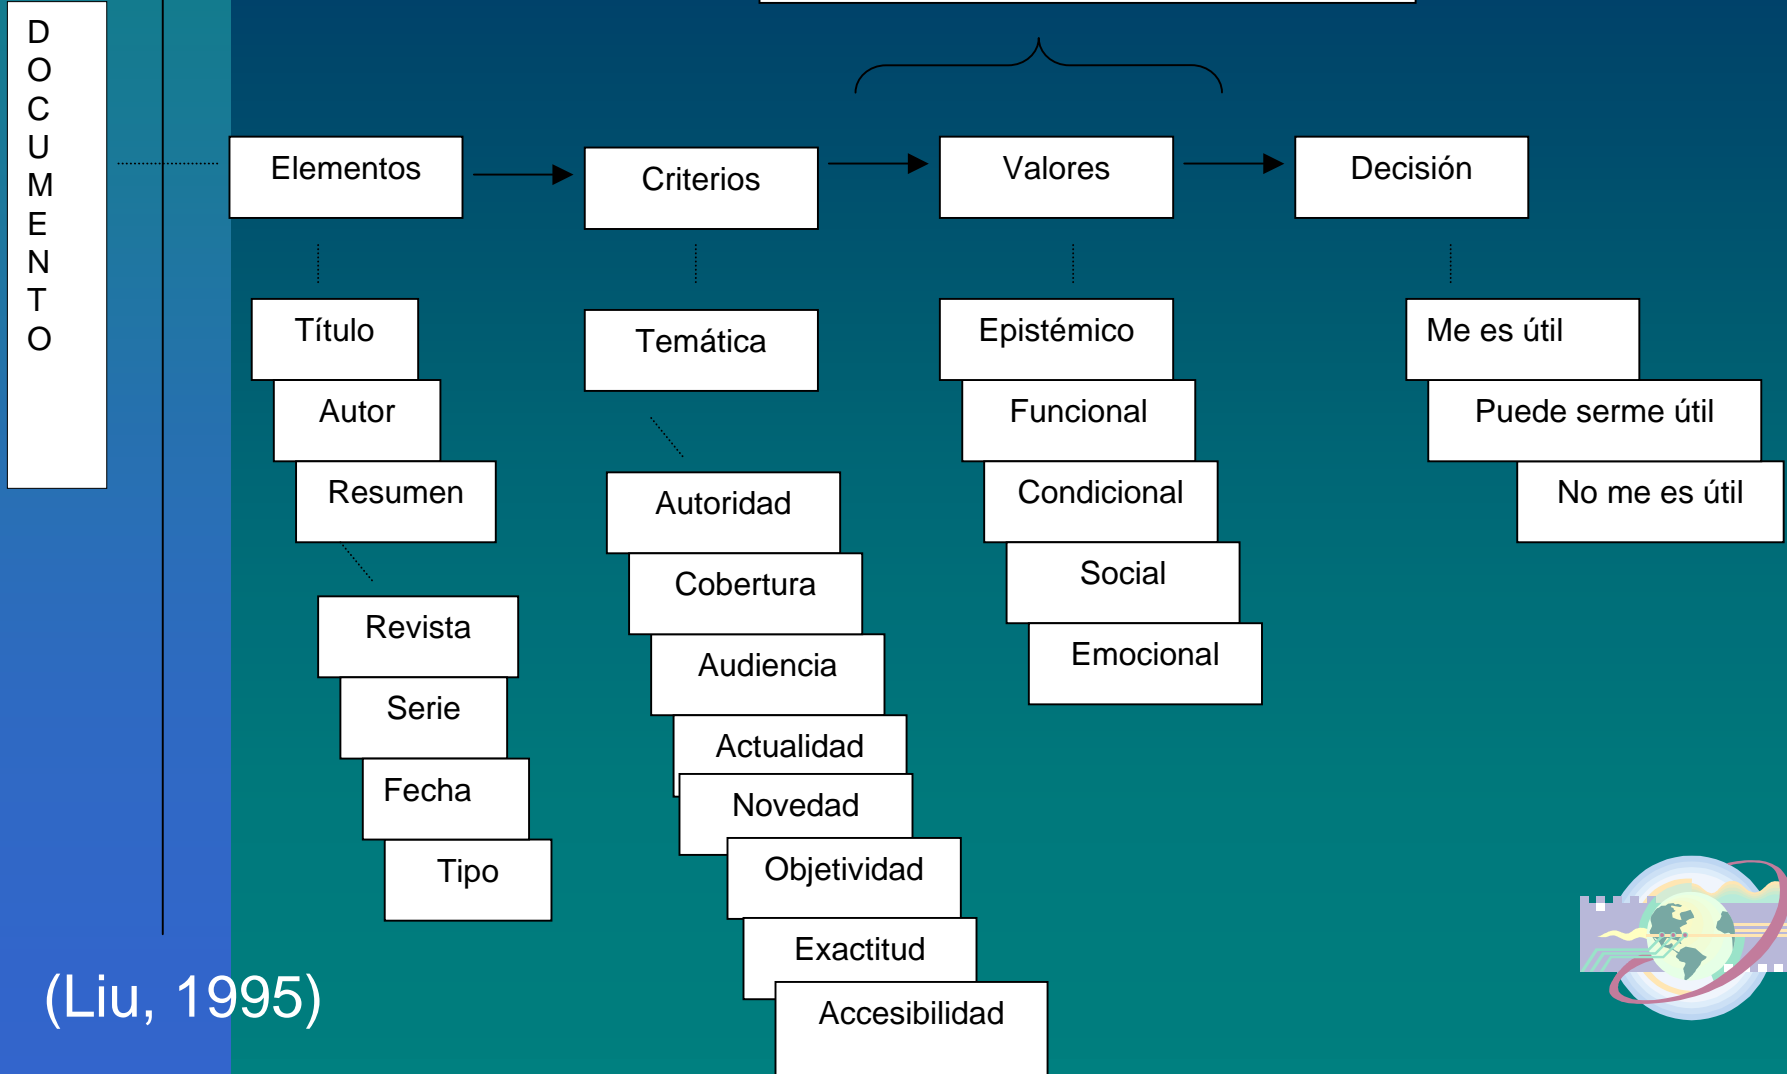 D
O
C
U
M
E
N
T
O
Elementos
Criterios
Valores
Decisión
Título
Autor
Resumen
Revista
Serie
Fecha
Tipo
Temática
Autoridad
Cobertura
Audiencia
Actualidad
Novedad
Objetividad
Exactitud
Accesibilidad
Epistémico
Funcional
Condicional
Social
Emocional
Me es útil
Puede serme útil
No me es útil
(Liu, 1995)